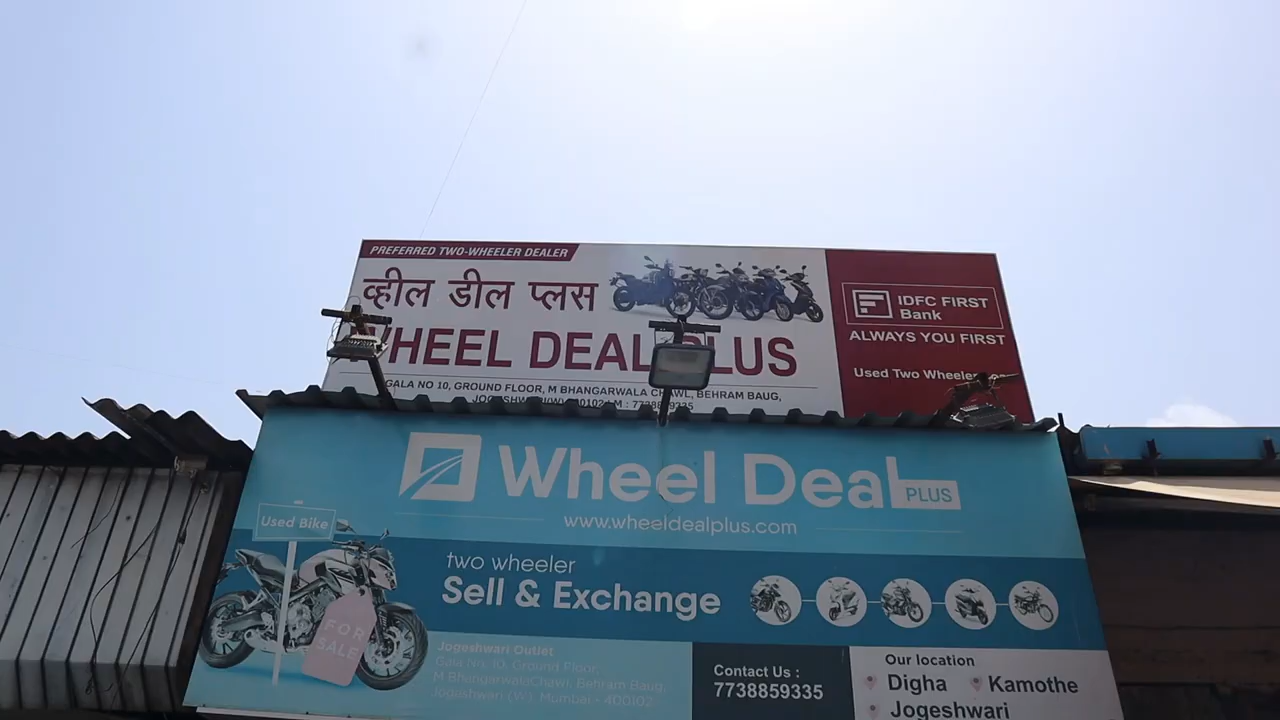 PREFERRED TWO-WHEELER DEALER
व्हील डील प्लस
WHEEL DEAL PLUS
GALA NO 10, GROUND FLOOR, M BHANGARWALA CHAWL, BEHRAM BAUG,
IDFC FIRST
Bank
ALWAYS YOU FIRST
Used Two Wheeler
Wheel Deal PLUS
www.wheeldealplus.com
Used Bike
FOR
SALE
two wheeler
Sell & Exchange
Jogeshwari Outlet
Gala No. 10, Ground Floor,
M BhangarwalaChawl, Behram Baug,
Jogeshwari (W), Mumbai - 400102
Contact Us :
7738859335
Our location
Digha Kamothe
Jogeshwari